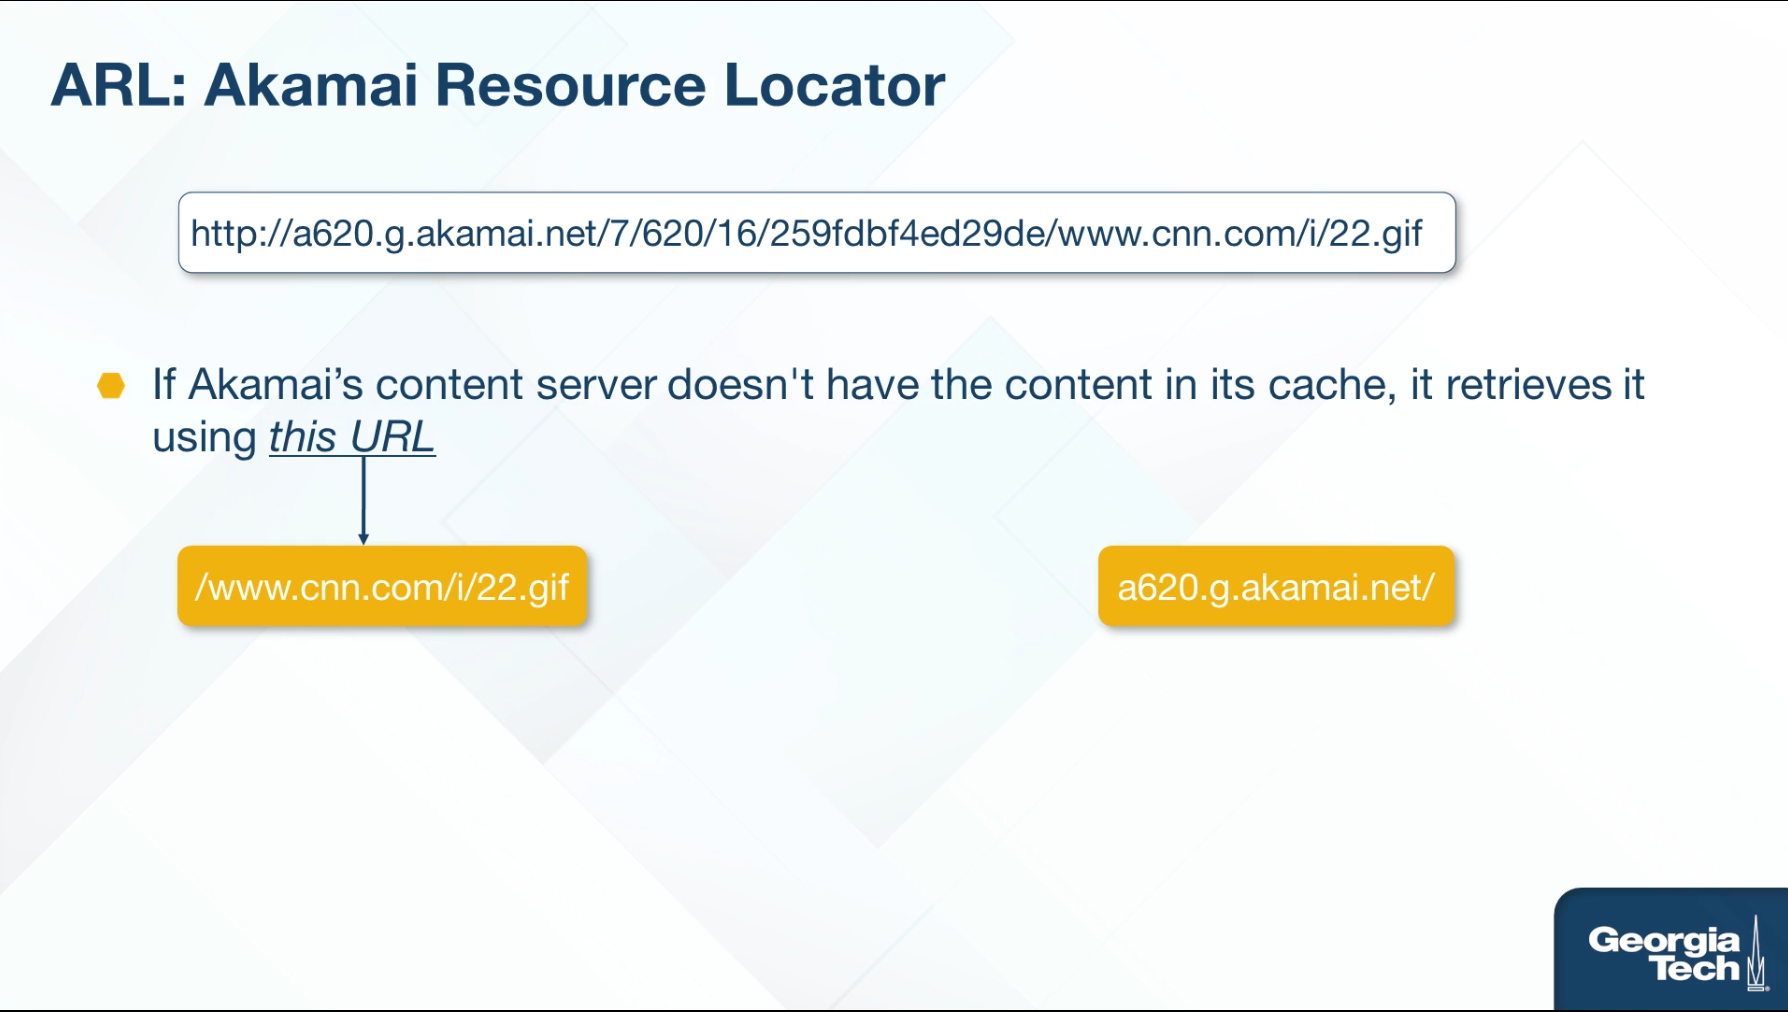 ARL: Akamai Resource Locator
http://a620.g.akamai.net/7/620/16/259fdbf4ed29de/www.cnn.com/i/22.gif
If Akamai’s content server doesn't have the content in its cache, it retrieves it
using this URL
/www.cnn.com/i/22.gif
a620.g.akamai.net/
Georgia
Tech